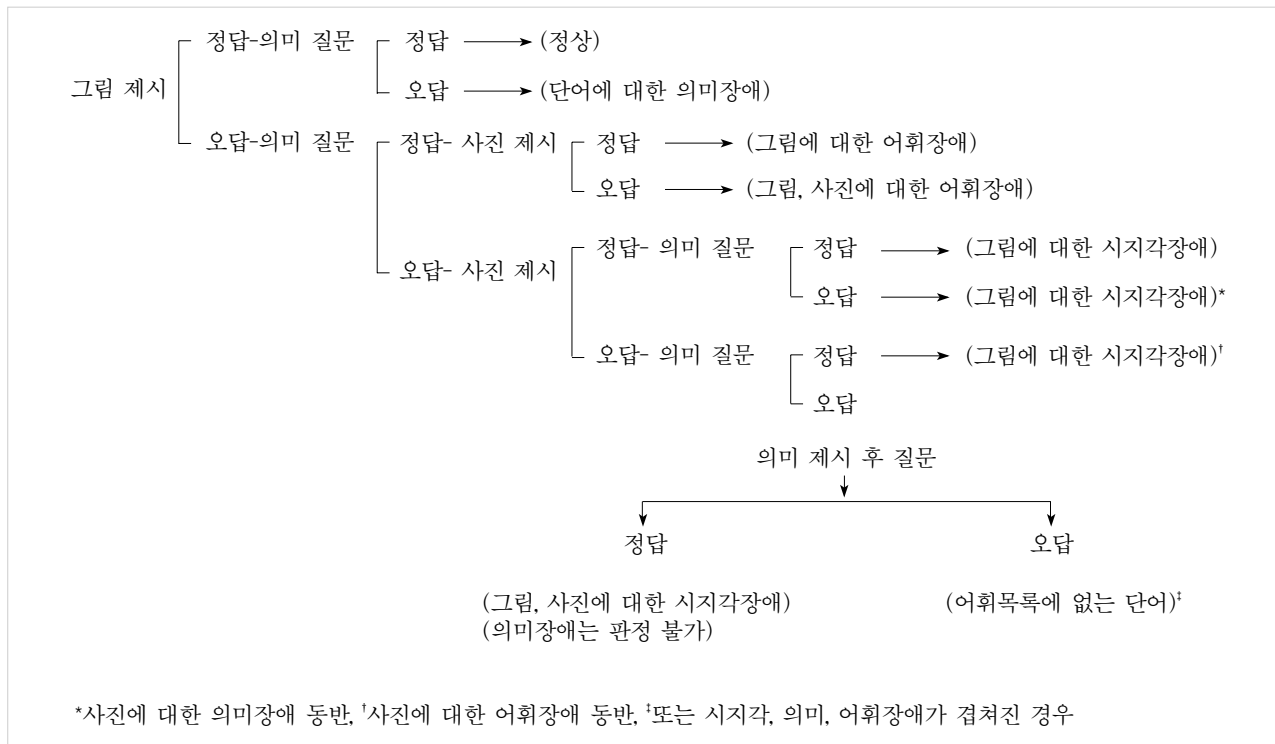 정답-의미 질문 정답 (정상)
그림 제시
오답 (단어에 대한 의미장애)
오답-의미 질문 정답- 사진 제시 정답 (그림에 대한 어휘장애)
오답 (그림, 사진에 대한 어휘장애)
정답- 의미 질문 정답 (그림에 대한 시지각장애)
오답- 사진 제시
오답 (그림에 대한 시지각장애)*
오답- 의미 질문 정답 (그림에 대한 시지각장애)†
오답
의미 제시 후 질문
정답 오답
(그림, 사진에 대한 시지각장애) (어휘목록에 없는 단어)‡
(의미장애는 판정 불가)
*사진에 대한 의미장애 동반, †사진에 대한 어휘장애 동반, ‡또는 시지각, 의미, 어휘장애가 겹쳐진 경우